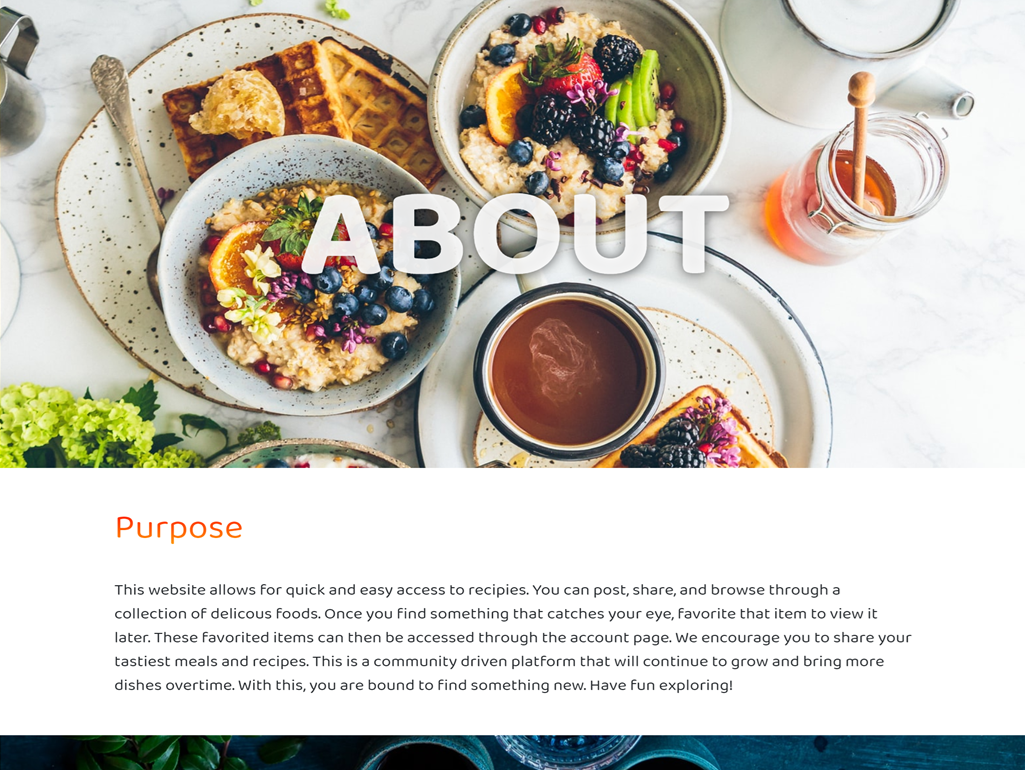 ABOUT
Purpose
This website allows for quick and easy access to recipies. You can post, share, and browse through a
collection of delicous foods. Once you find something that catches your eye, favorite that item to view it
later. These favorited items can then be accessed through the account page. We encourage you to share your
tastiest meals and recipes. This is a community driven platform that will continue to grow and bring more
dishes overtime. With this, you are bound to find something new. Have fun exploring!